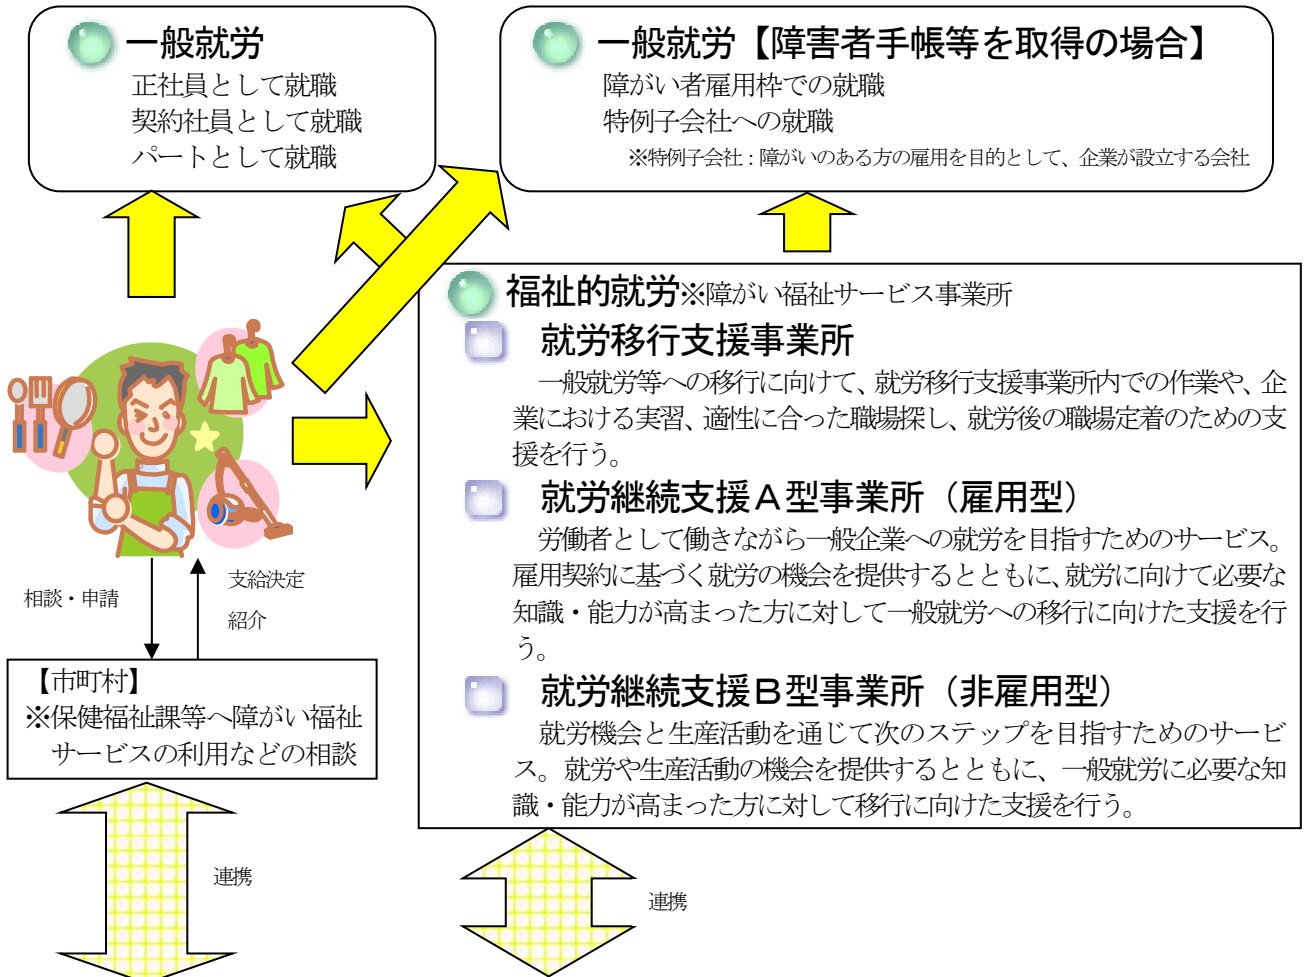 一般就労
正社員として就職
契約社員として就職
パートとして就職
一般就労【障害者手帳等を取得の場合】
障がい者雇用枠での就職
特例子会社への就職
※特例子会社：障がいのある方の雇用を目的として、企業が設立する会社
福祉的就労※障がい福祉サービス事業所
就労移行支援事業所
一般就労等への移行に向けて、就労移行支援事業所内での作業や、企
業における実習、適性に合った職場探し、就労後の職場定着のための支
援を行う。
就労継続支援Ａ型事業所（雇用型）
労働者として働きながら一般企業への就労を目指すためのサービス。
雇用契約に基づく就労の機会を提供するとともに、就労に向けて必要な
知識・能力が高まった方に対して一般就労への移行に向けた支援を行
う。
就労継続支援Ｂ型事業所（非雇用型）
就労機会と生産活動を通じて次のステップを目指すためのサービ
ス。就労や生産活動の機会を提供するとともに、一般就労に必要な知
識・能力が高まった方に対して移行に向けた支援を行う。
相談・申請
支給決定
紹介
【市町村】
※保健福祉課等へ障がい福祉
サービスの利用などの相談
連携
連携